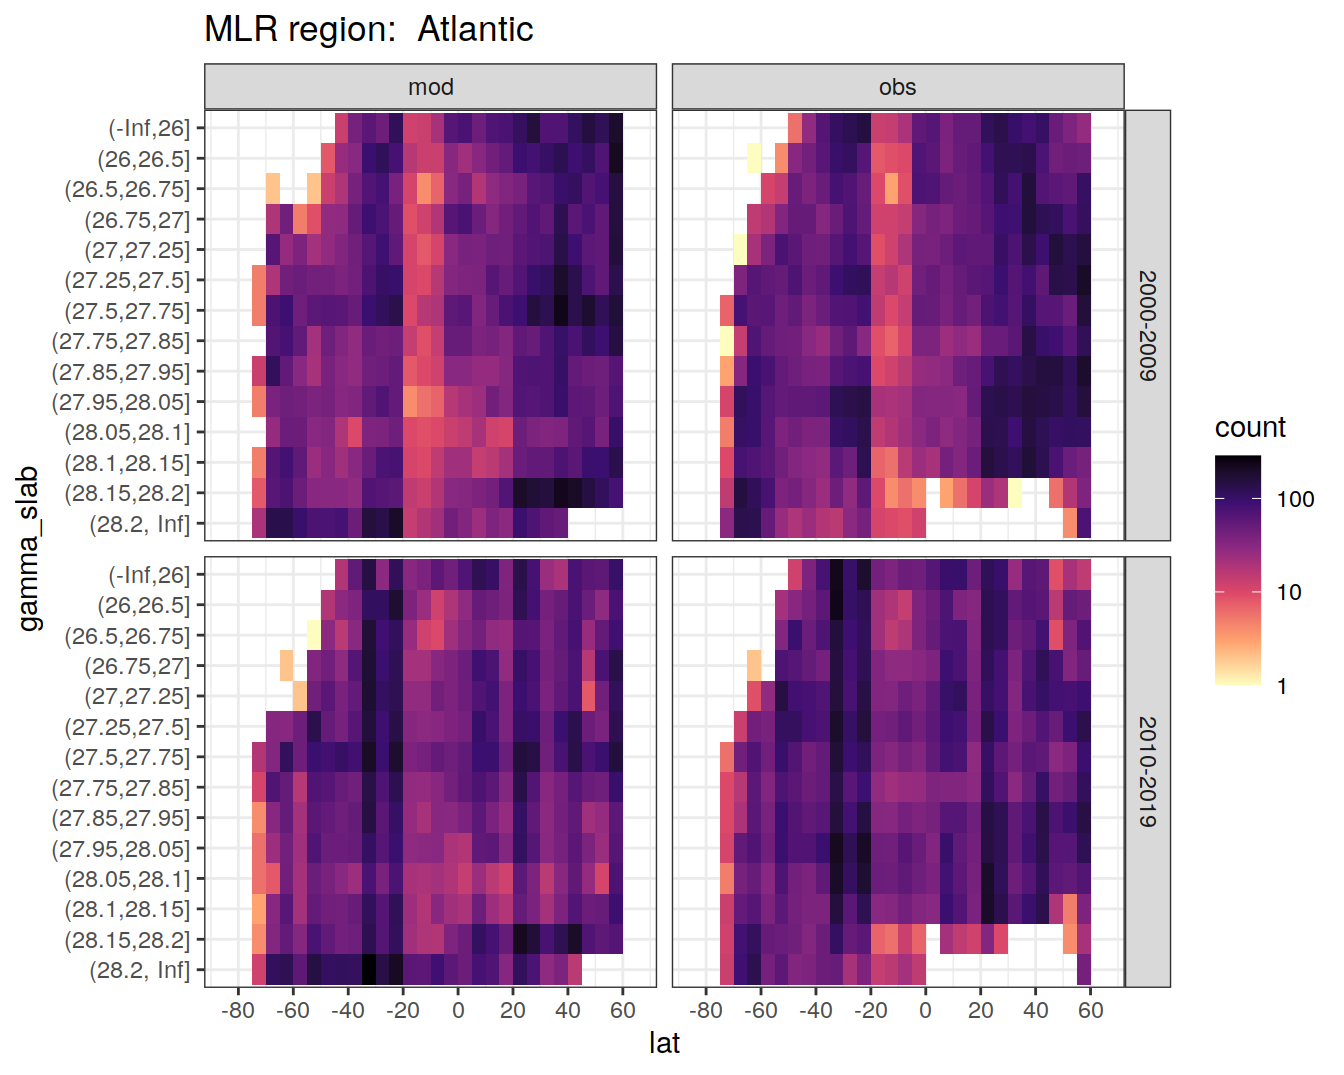 MLR region:  Atlantic
mod
obs
(-Inf,26]
(26,26.5]
(26.5,26.75]
(26.75,27]
(27,27.25]
(27.25,27.5]
(27.5,27.75]
(27.75,27.85]
(27.85,27.95]
(27.95,28.05]
(28.05,28.1]
(28.1,28.15]
(28.15,28.2]
(28.2, Inf]
2000-2009
(-Inf,26]
(26,26.5]
(26.5,26.75]
(26.75,27]
(27,27.25]
(27.25,27.5]
(27.5,27.75]
(27.75,27.85]
(27.85,27.95]
(27.95,28.05]
(28.05,28.1]
(28.1,28.15]
(28.15,28.2]
(28.2, Inf]
2010-2019
gamma_slab
-80 -60 -40 -20 0 20 40 60
-80 -60 -40 -20 0 20 40 60
lat
count
100
10
1